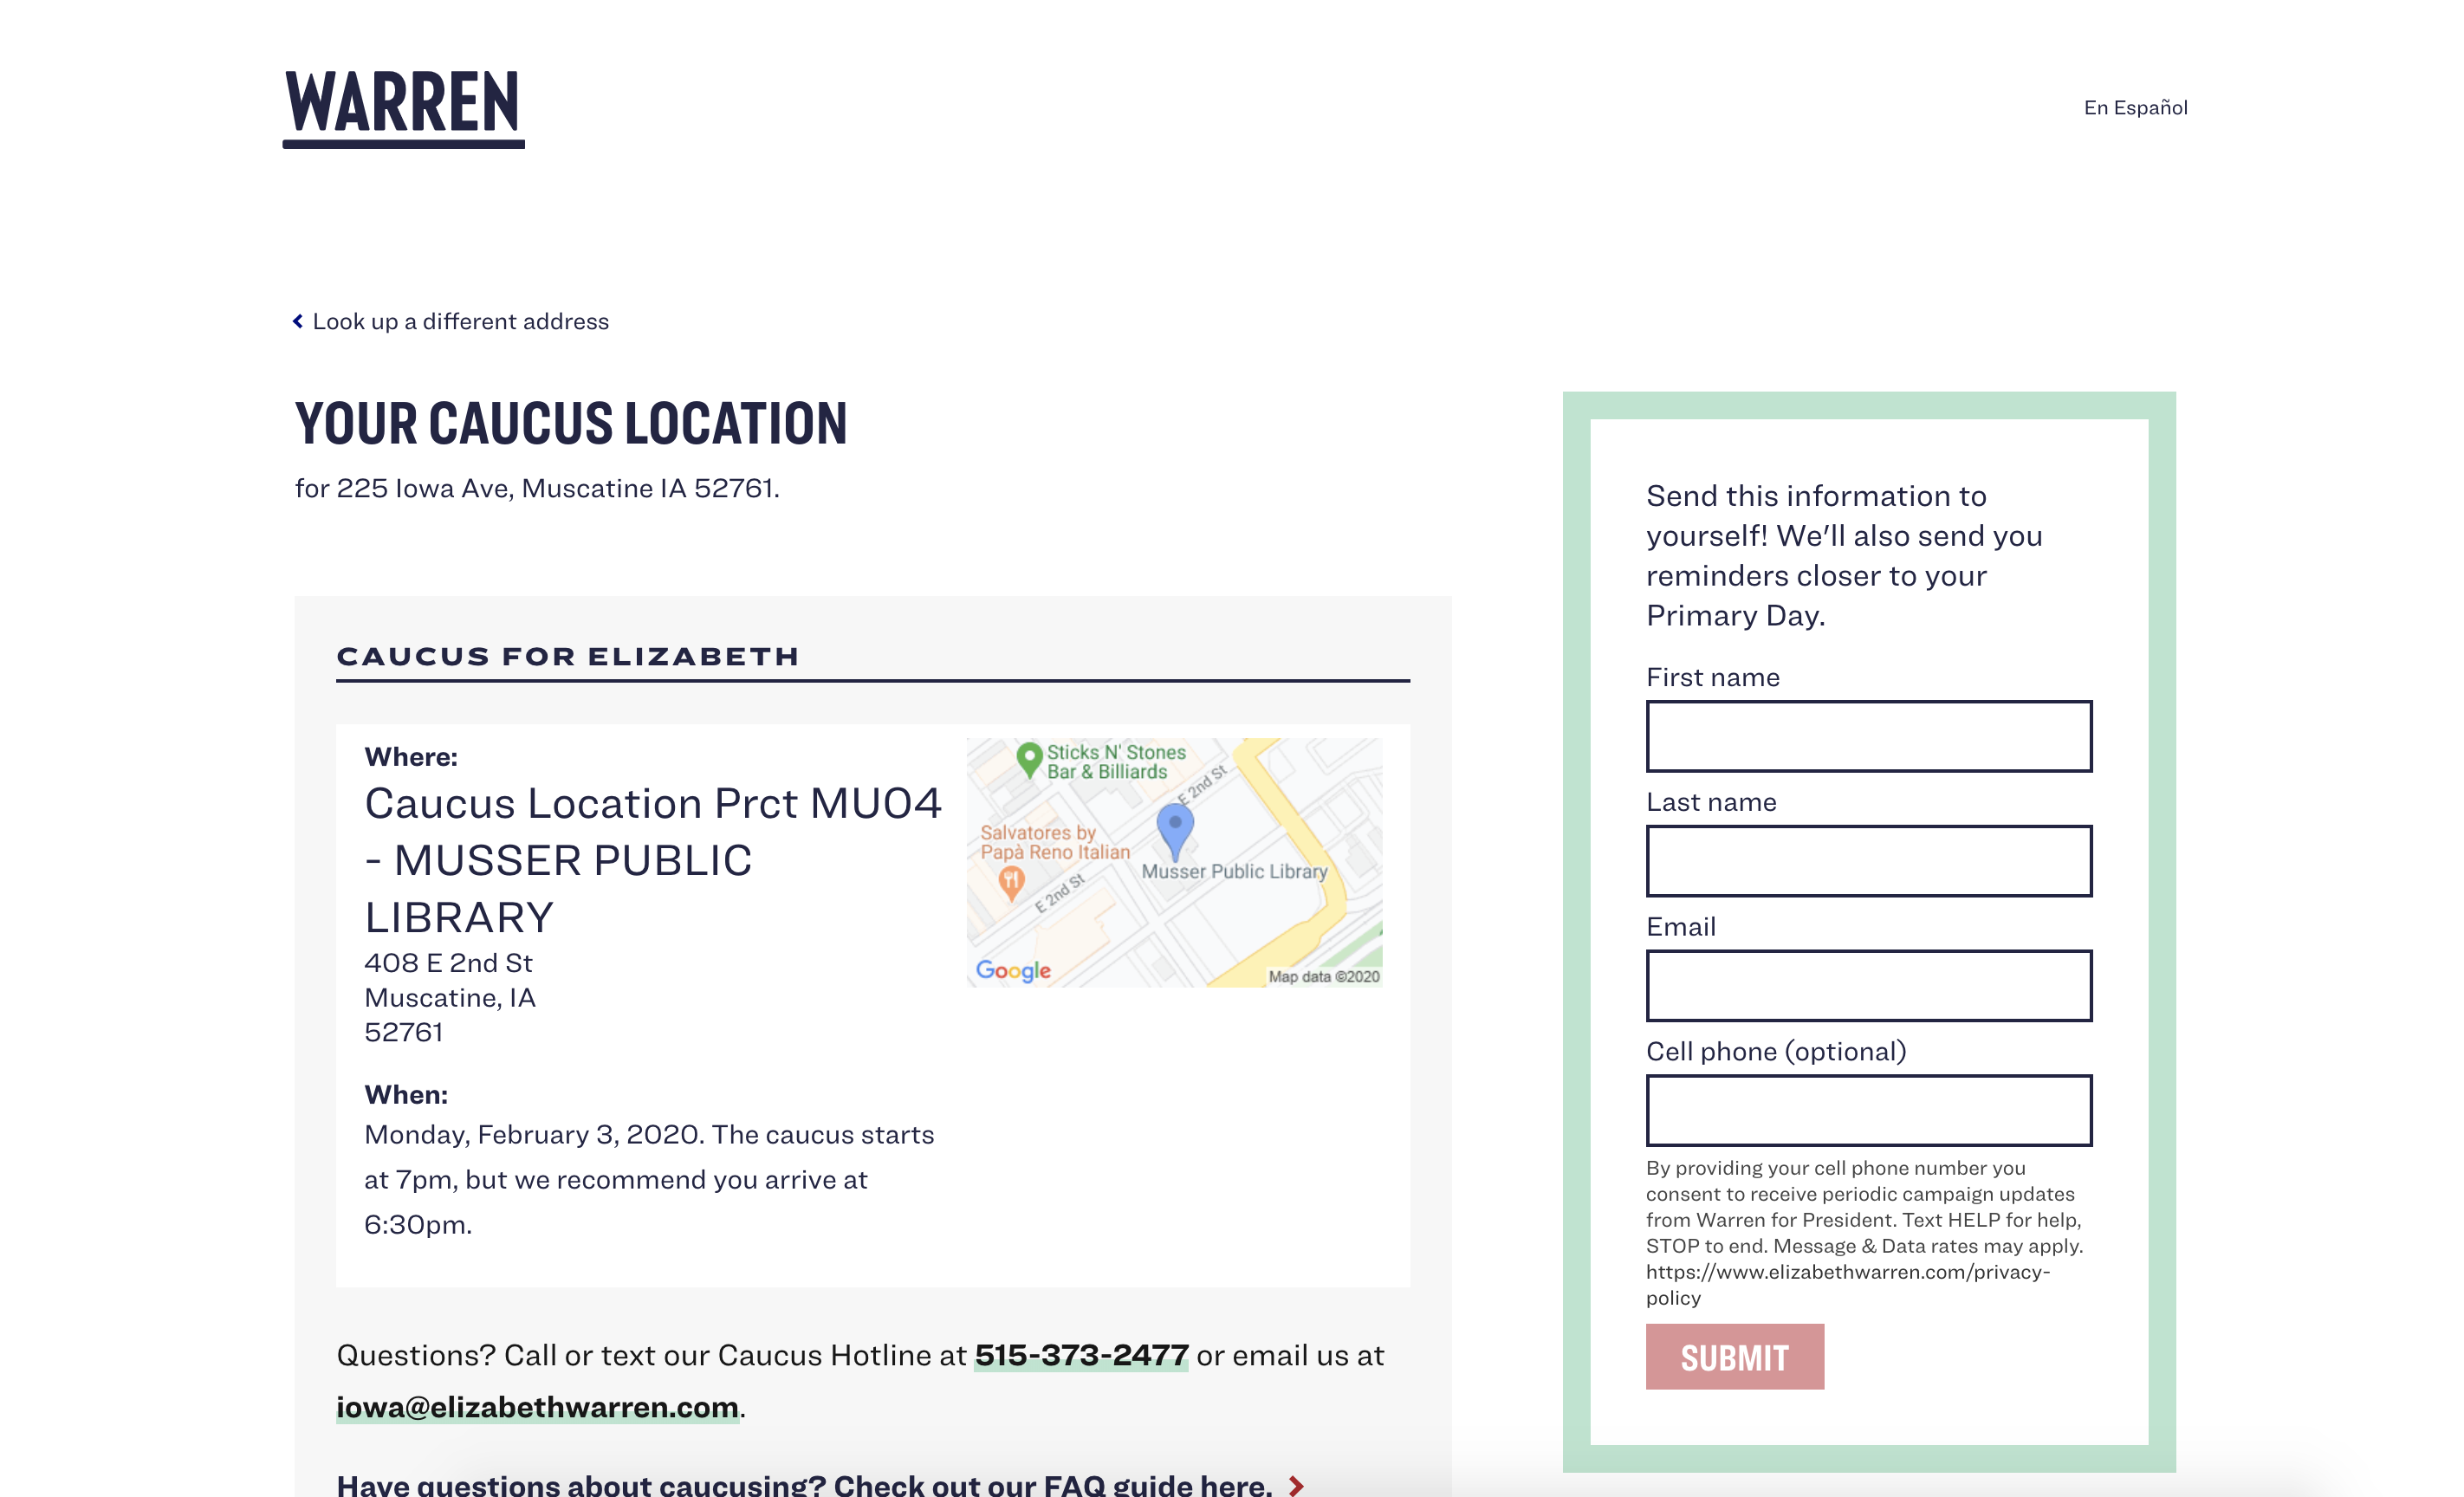 WARREN
En Español
Look up a different address
YOUR CAUCUS LOCATION
for 225 Iowa Ave, Muscatine IA 52761.
CAUCUS FOR ELIZABETH
Where:
Caucus Location Prct MU04
- MUSSER PUBLIC
LIBRARY
408 E 2nd St
Muscatine, IA
52761
When:
Monday, February 3, 2020. The caucus starts
at 7pm, but we recommend you arrive at
6:30pm.
Sticks N' Stones
Bar & Billiards
E 2nd St
Salvatores by
Papà Reno Italian
Musser Public Library
E 2nd St
Google
Map data ©2020
Questions? Call or text our Caucus Hotline at 515-373-2477 or email us at
iowa@elizabethwarren.com.
Have questions about caucusing? Check out our FAQ guide here.
Send this information to
yourself! We'll also send you
reminders closer to your
Primary Day.
First name
Last name
Email
Cell phone (optional)
By providing your cell phone number you
consent to receive periodic campaign updates
from Warren for President. Text HELP for help,
STOP to end. Message & Data rates may apply.
https://www.elizabethwarren.com/privacy-
policy
SUBMIT